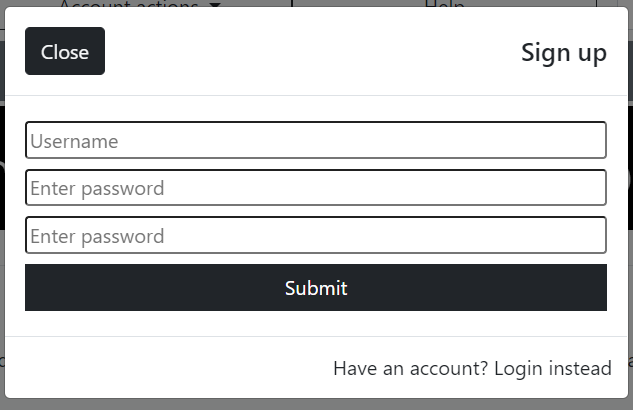 Account actions Help
Close Sign up
Username
Enter password
Enter password
Submit
Have an account? Login instead